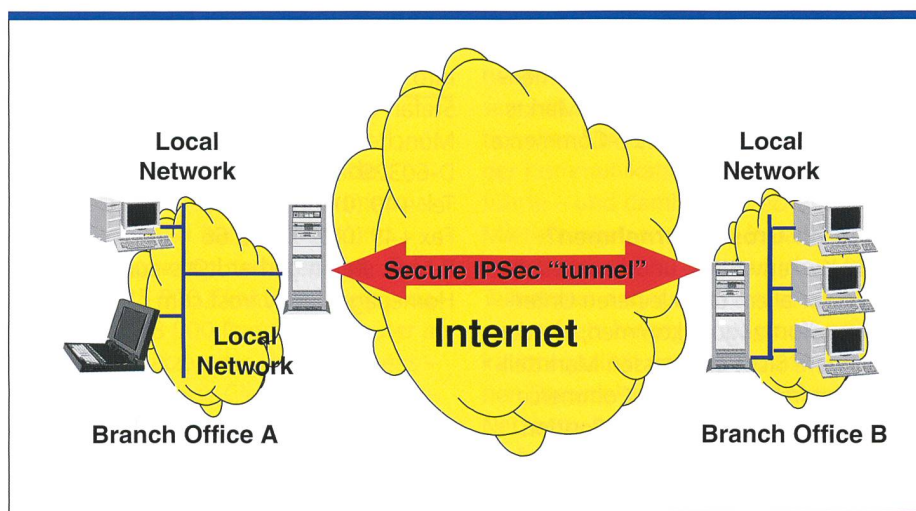 Local
Network
Local
Network
Secure IPSec “tunnel”
Internet
Local
Network
Branch Office A
Branch Office B